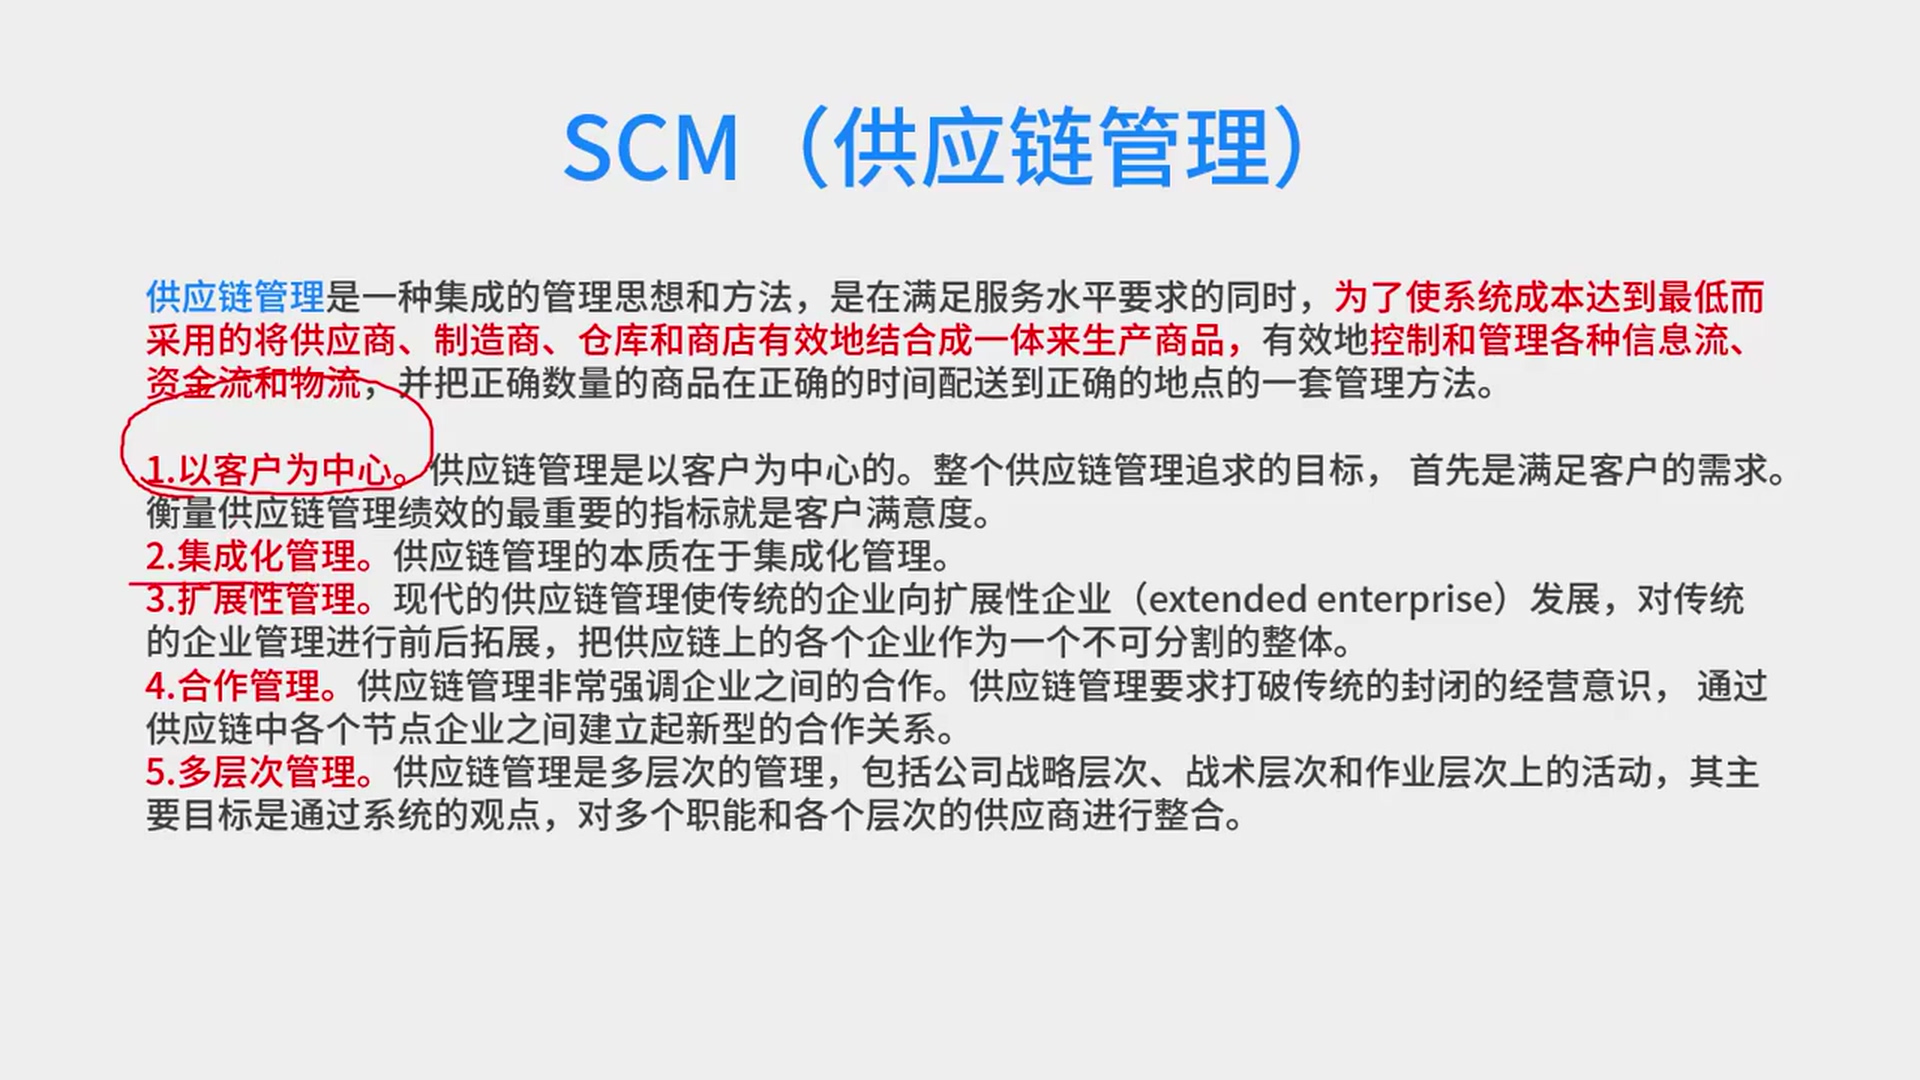 SCM（供应链管理）
供应链管理是一种集成的管理思想和方法，是在满足服务水平要求的同时，为了使系统成本达到最低而
采用的将供应商、制造商、仓库和商店有效地结合成一体来生产商品，有效地控制和管理各种信息流、
资金流和物流，并把正确数量的商品在正确的时间配送到正确的地点的一套管理方法。
1.以客户为中心。供应链管理是以客户为中心的。整个供应链管理追求的目标， 首先是满足客户的需求。
衡量供应链管理绩效的最重要的指标就是客户满意度。
2.集成化管理。供应链管理的本质在于集成化管理。
3.扩展性管理。现代的供应链管理使传统的企业向扩展性企业（extended enterprise）发展，对传统
的企业管理进行前后拓展，把供应链上的各个企业作为一个不可分割的整体。
4.合作管理。供应链管理非常强调企业之间的合作。供应链管理要求打破传统的封闭的经营意识， 通过
供应链中各个节点企业之间建立起新型的合作关系。
5.多层次管理。供应链管理是多层次的管理，包括公司战略层次、战术层次和作业层次上的活动，其主
要目标是通过系统的观点，对多个职能和各个层次的供应商进行整合。